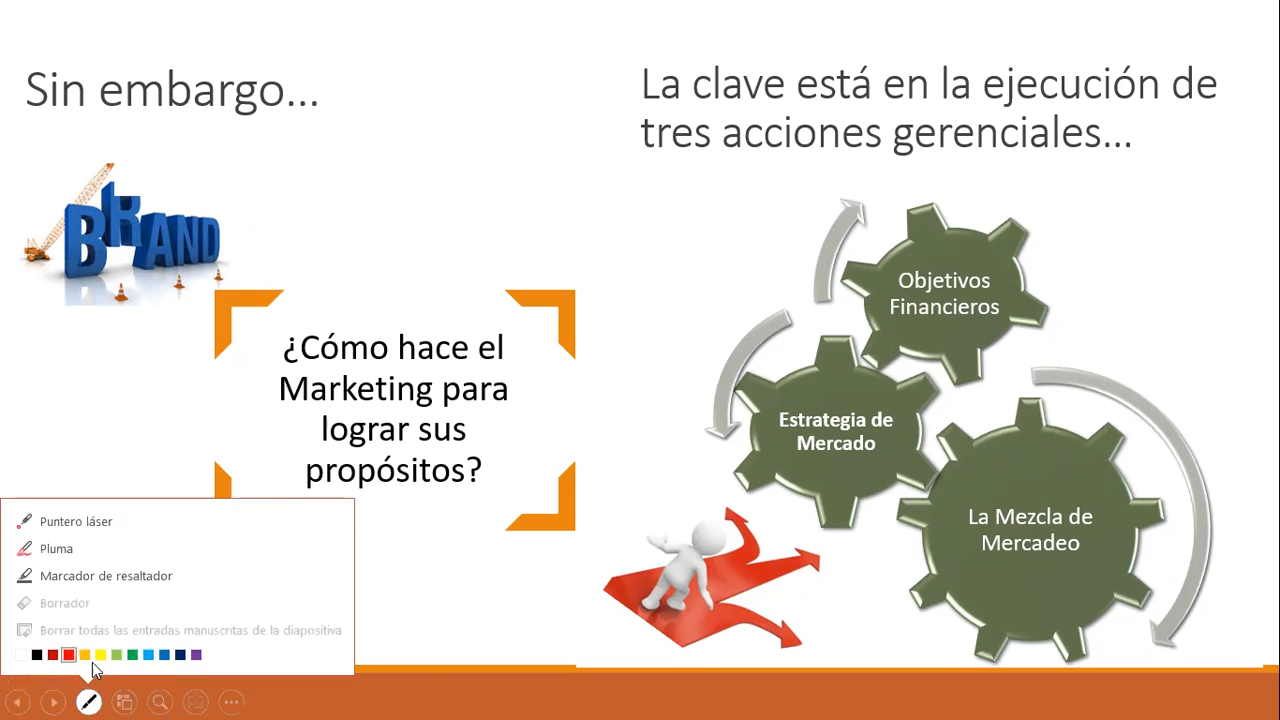 Sin embargo...
BRAND
¿Cómo hace el
Marketing para
lograr sus
propósitos?
La clave está en la ejecución de
tres acciones gerenciales...
Objetivos
Financieros
Estrategia de
Mercado
La Mezcla de
Mercadeo
Puntero láser
Pluma
Marcador de resaltador
Borrador
Borrar todas las entradas manuscritas de la diapositiva